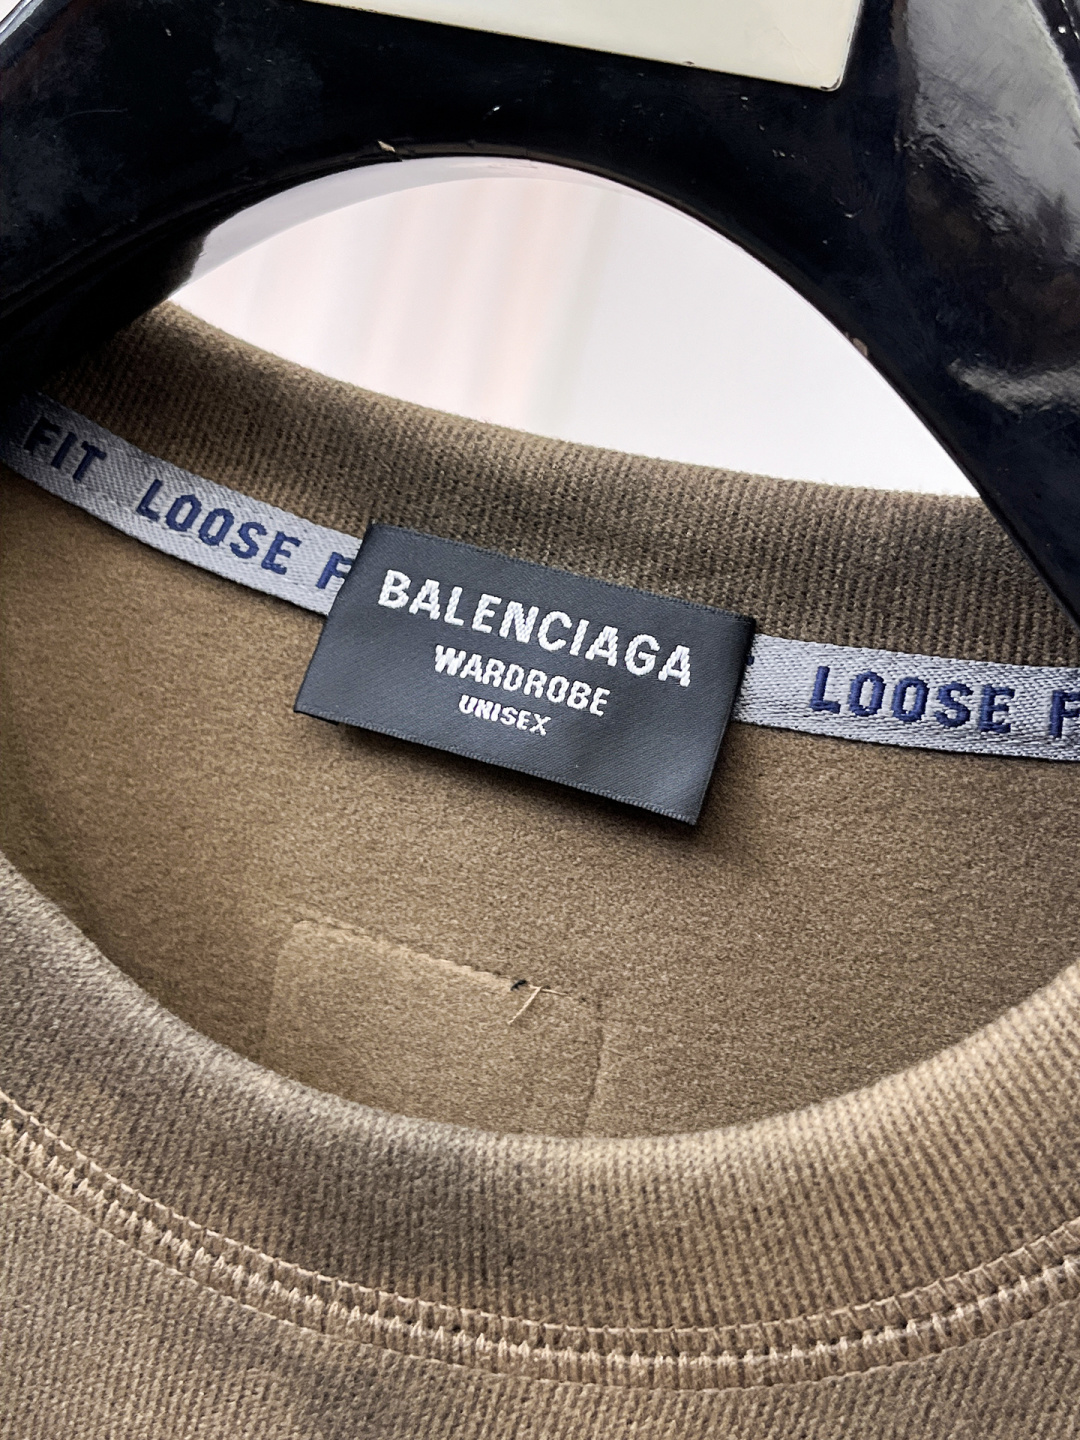 FIT LOOSE F
BALENCIAGA
WARDROBE
UNISEX
LOOSE F